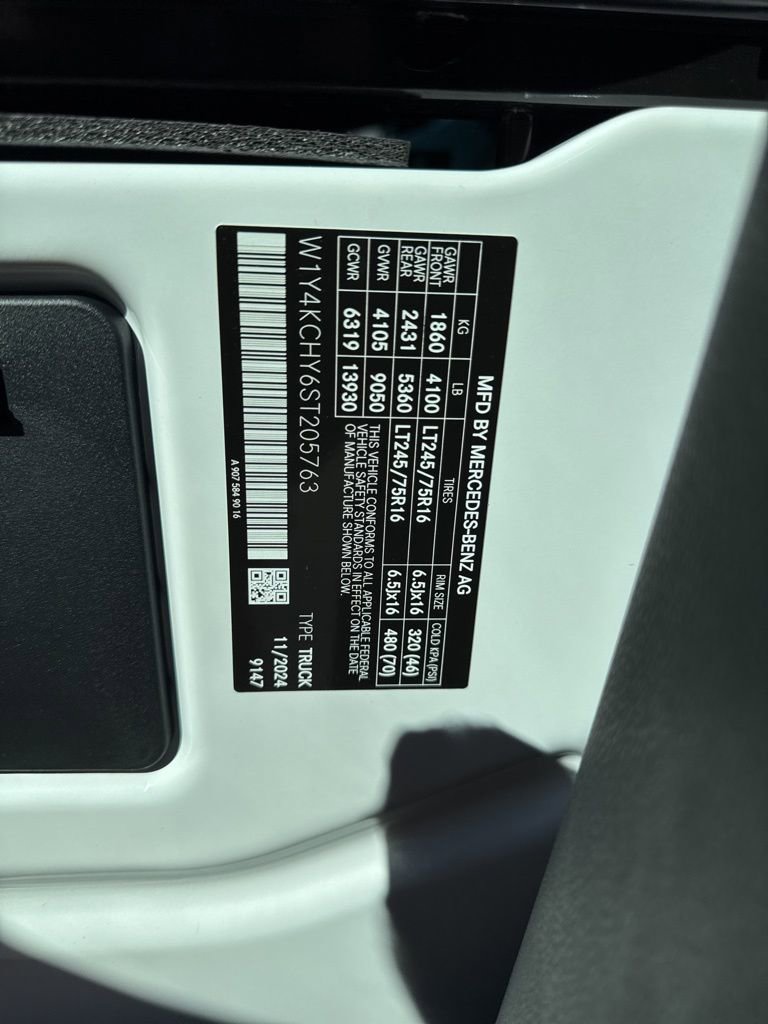 MFD BY MERCEDES-BENZ AG
KG LB TIRES RIM SIZE COLD KPA (PSI)
GAWR FRONT 1860 4100 LT245/75R16 6.5Jx16 320 (46)
GAWR REAR 2431 5360 LT245/75R16 6.5Jx16 480 (70)
GVWR 4105 9050
GCWR 6319 13930
THIS VEHICLE CONFORMS TO ALL APPLICABLE FEDERAL
VEHICLE SAFETY STANDARDS IN EFFECT ON THE DATE
OF MANUFACTURE SHOWN BELOW.
W1Y4KCHY6ST205763 TYPE TRUCK
11/2024
9147
A 907 584 90 16